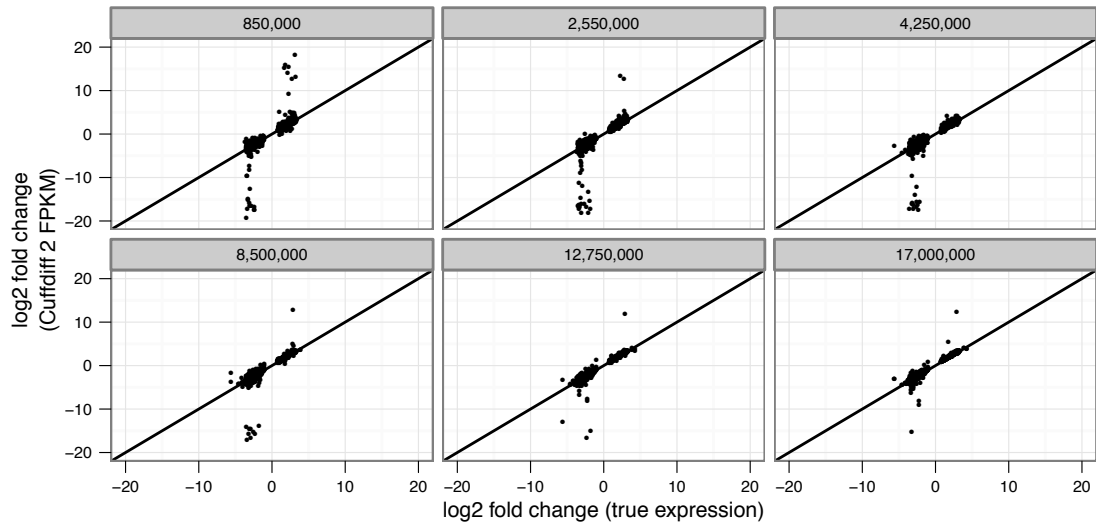 850,000
2,550,000
4,250,000
20
10
0
−10
−20
8,500,000
12,750,000
17,000,000
20
10
0
−10
−20
−20 −10 0 10 20
−20 −10 0 10 20
−20 −10 0 10 20
log2 fold change (true expression)
log2 fold change
(Cuffdiff 2 FPKM)